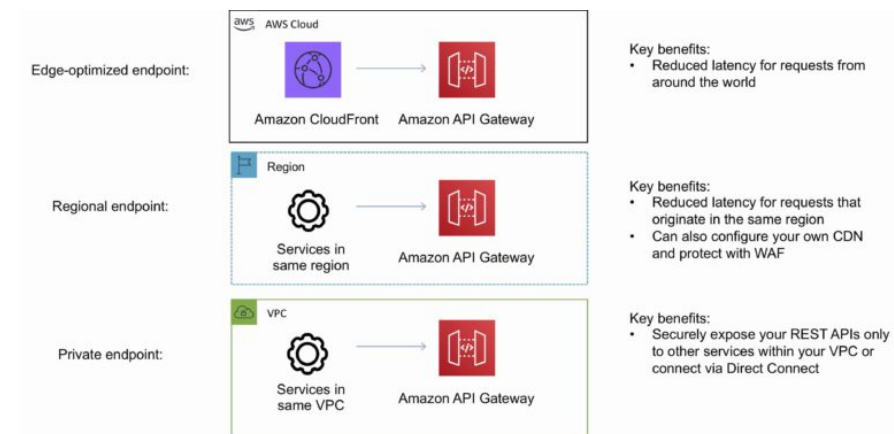 aws AWS Cloud
Edge-optimized endpoint:
Amazon CloudFront
Amazon API Gateway
Key benefits:
• Reduced latency for requests from
around the world
Region
Regional endpoint:
Services in
same region
Amazon API Gateway
Key benefits:
• Reduced latency for requests that
originate in the same region
• Can also configure your own CDN
and protect with WAF
VPC
Private endpoint:
Services in
same VPC
Amazon API Gateway
Key benefits:
• Securely expose your REST APIs only
to other services within your VPC or
connect via Direct Connect